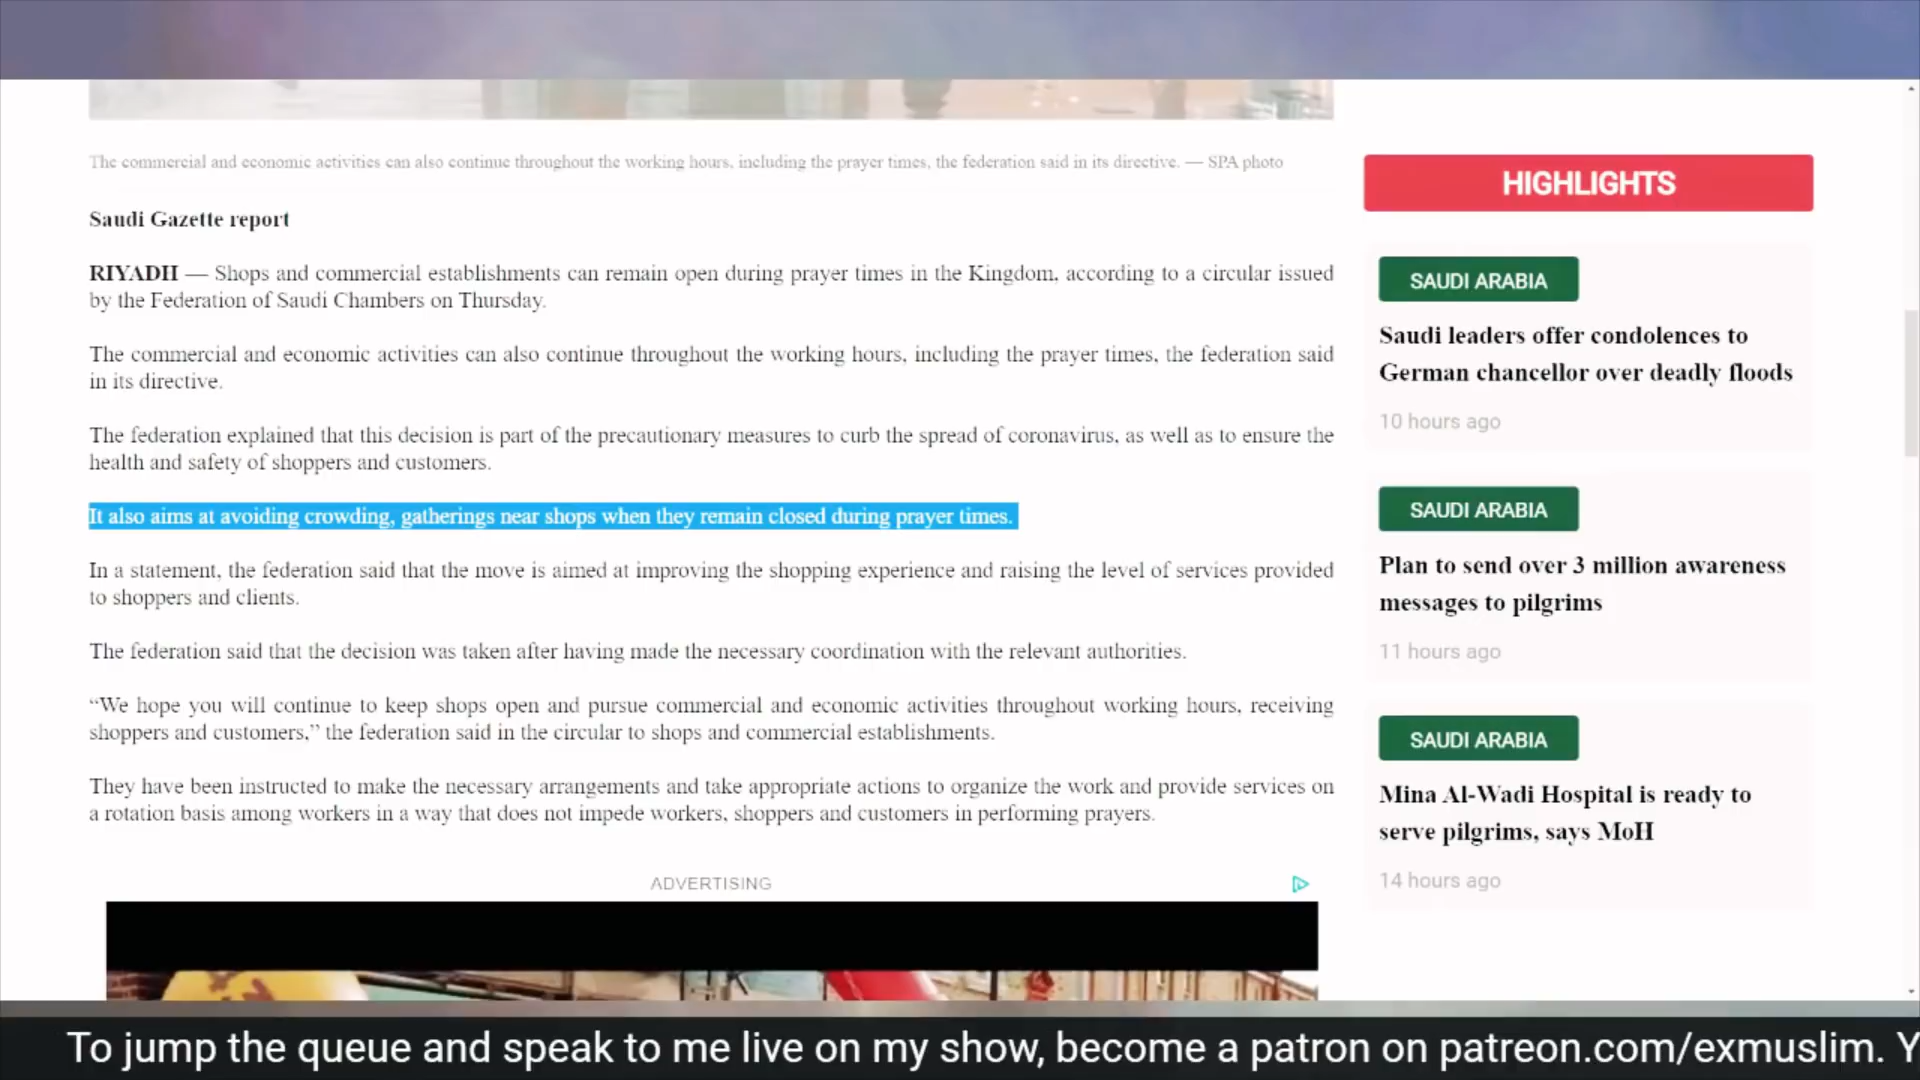 The commercial and economic activities can also continue throughout the working hours, including the prayer times, the federation said in its directive. — SPA photo
Saudi Gazette report
RIYADH — Shops and commercial establishments can remain open during prayer times in the Kingdom, according to a circular issued
by the Federation of Saudi Chambers on Thursday.
The commercial and economic activities can also continue throughout the working hours, including the prayer times, the federation said
in its directive.
The federation explained that this decision is part of the precautionary measures to curb the spread of coronavirus, as well as to ensure the
health and safety of shoppers and customers.
It also aims at avoiding crowding, gatherings near shops when they remain closed during prayer times.
In a statement, the federation said that the move is aimed at improving the shopping experience and raising the level of services provided
to shoppers and clients.
The federation said that the decision was taken after having made the necessary coordination with the relevant authorities.
“We hope you will continue to keep shops open and pursue commercial and economic activities throughout working hours, receiving
shoppers and customers,” the federation said in the circular to shops and commercial establishments.
They have been instructed to make the necessary arrangements and take appropriate actions to organize the work and provide services on
a rotation basis among workers in a way that does not impede workers, shoppers and customers in performing prayers.
ADVERTISING
HIGHLIGHTS
SAUDI ARABIA
Saudi leaders offer condolences to
German chancellor over deadly floods
10 hours ago
SAUDI ARABIA
Plan to send over 3 million awareness
messages to pilgrims
11 hours ago
SAUDI ARABIA
Mina Al-Wadi Hospital is ready to
serve pilgrims, says MoH
14 hours ago
To jump the queue and speak to me live on my show, become a patron on patreon.com/exmuslim. Y